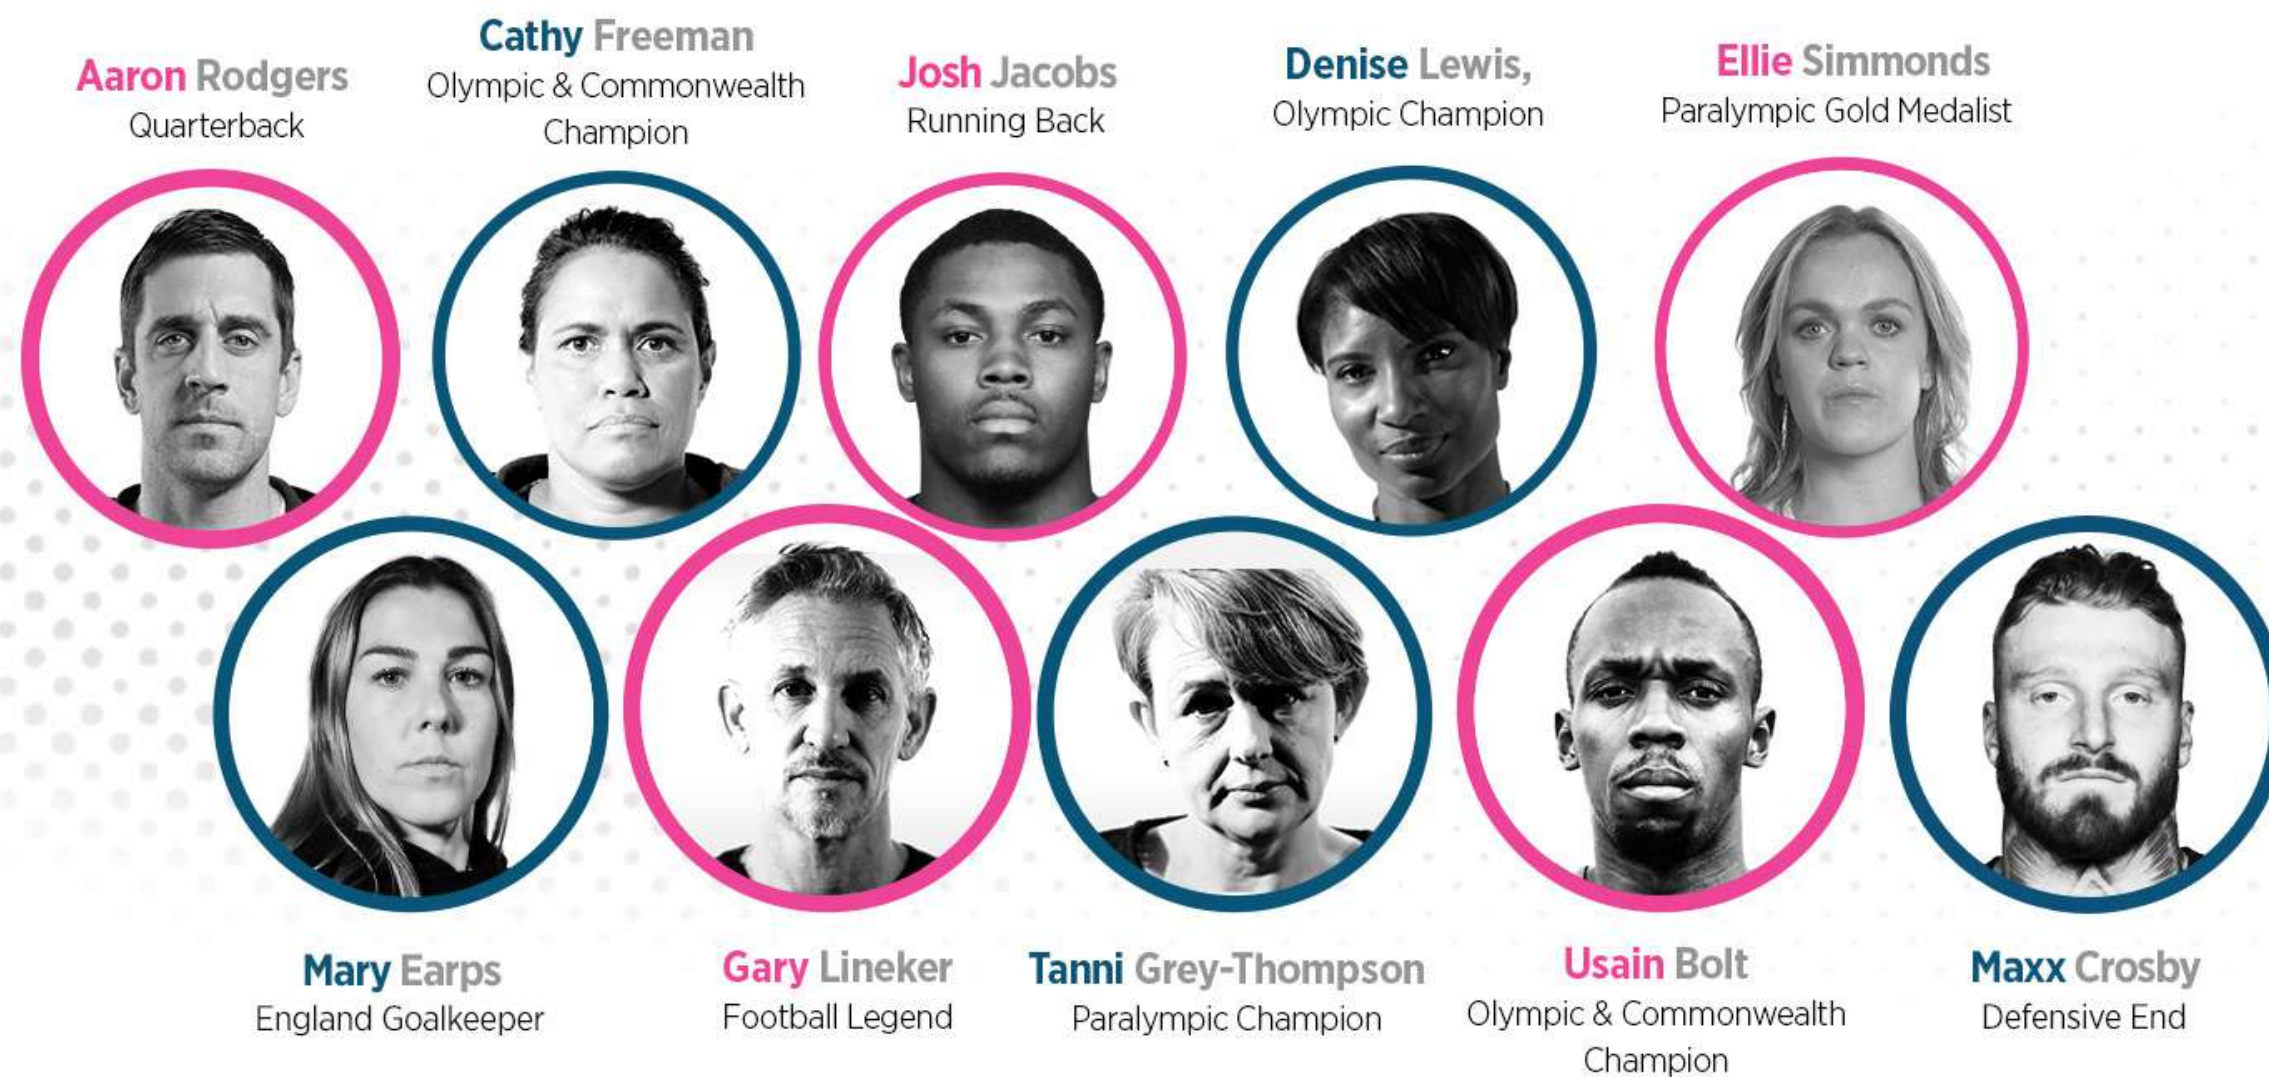 Aaron Rodgers
Quarterback
Cathy Freeman
Olympic & Commonwealth
Champion
Josh Jacobs
Running Back
Denise Lewis,
Olympic Champion
Ellie Simmonds
Paralympic Gold Medalist
Mary Earps
England Goalkeeper
Gary Lineker
Football Legend
Tanni Grey-Thompson
Paralympic Champion
Usain Bolt
Olympic & Commonwealth
Champion
Maxx Crosby
Defensive End